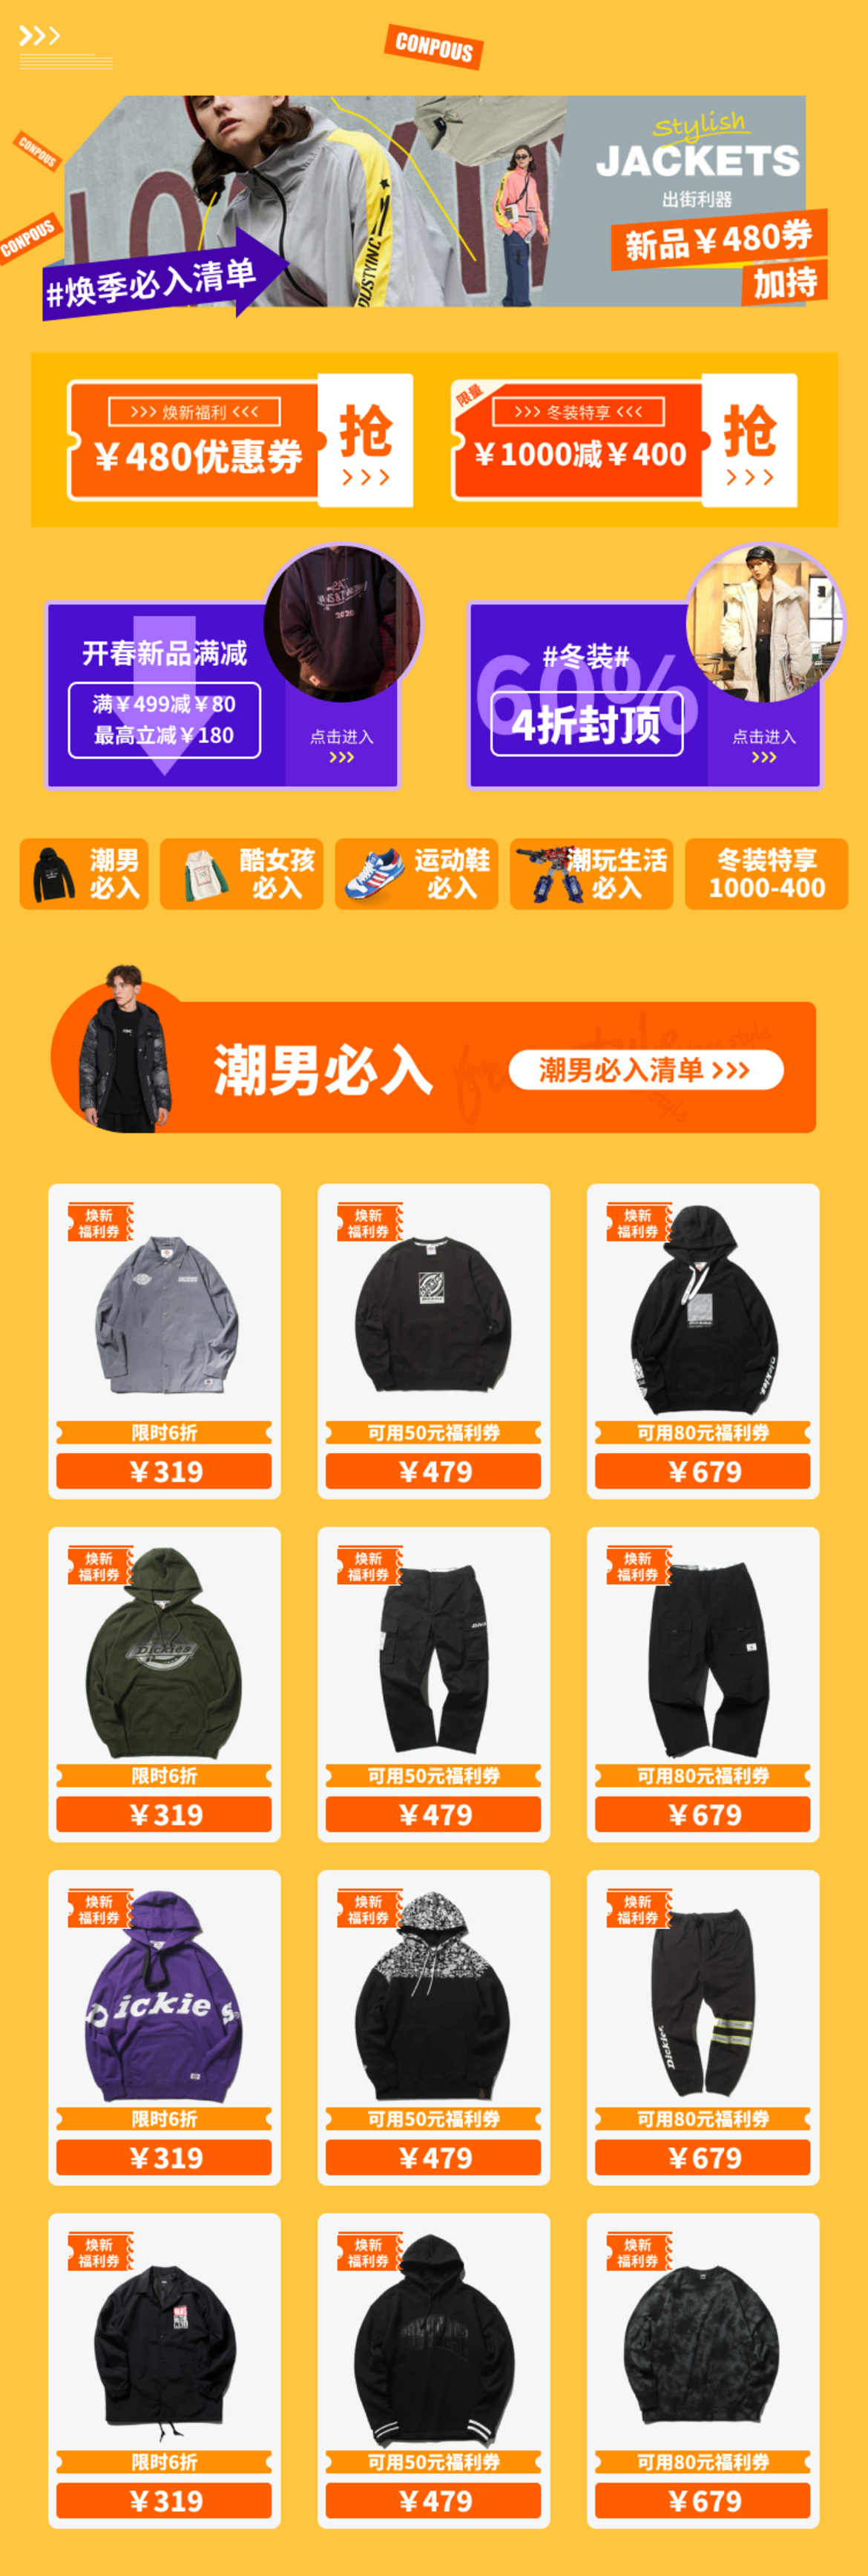 CONPOUS
CONPOUS
CONPOUS
Stylish
JACKETS
出街利器
新品￥480券
加持
#焕季必入清单
DUSTYINC
>>> 焕新福利 <<<
￥480优惠券
抢
>>>
限量
>>> 冬装特享 <<<
￥1000减￥400
抢
>>>
开春新品满减
满￥499减￥80
最高立减￥180
2020
点击进入
>>>
60%
#冬装#
4折封顶
点击进入
>>>
潮男
必入
酷女孩
必入
运动鞋
必入
潮玩生活
必入
冬装特享
1000-400
潮男必入
潮男必入清单 >>>
焕新
福利券
限时6折
￥319
焕新
福利券
Dickies
可用50元福利券
￥479
焕新
福利券
Dickies
可用80元福利券
￥679
焕新
福利券
Dickies
限时6折
￥319
焕新
福利券
可用50元福利券
￥479
焕新
福利券
可用80元福利券
￥679
焕新
福利券
Dickies
限时6折
￥319
焕新
福利券
可用50元福利券
￥479
焕新
福利券
Dickies
可用80元福利券
￥679
焕新
福利券
限时6折
￥319
焕新
福利券
可用50元福利券
￥479
焕新
福利券
可用80元福利券
￥679